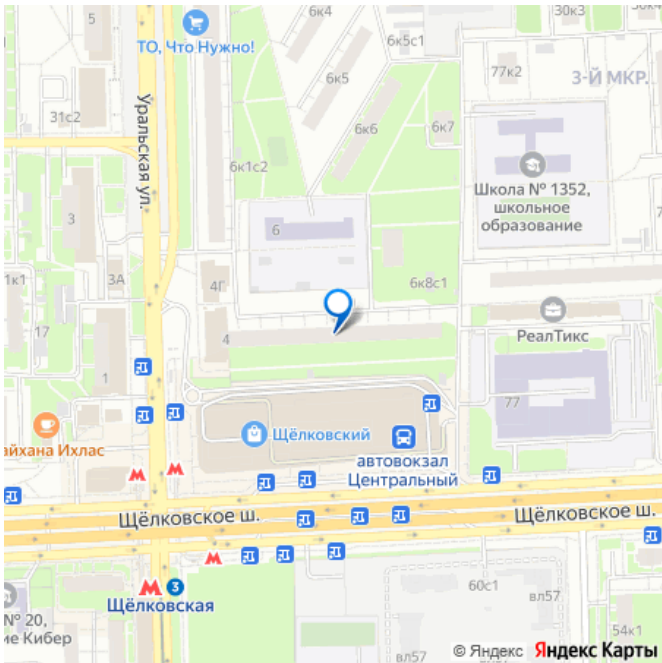 6к4
30к3
5
ТО, Что Нужно!
6к5с1
77к2
3-Й МКР.
6к5
31с2
Уральская ул.
6к6
6к7
6к1с2
Школа № 1352,
школьное
образование
3
6
3А
4Г
6к8с1
1к1
17
4
РеалТикс
1
77
айхана Ихлас
Щёлковский
автовокзал
Центральный
Щёлковское ш.
Щёлковское ш.
3
Щёлковская
60с1
вл57
№ 20,
ие Кибер
54к1
вл57
© Яндекс Яндекс Карты